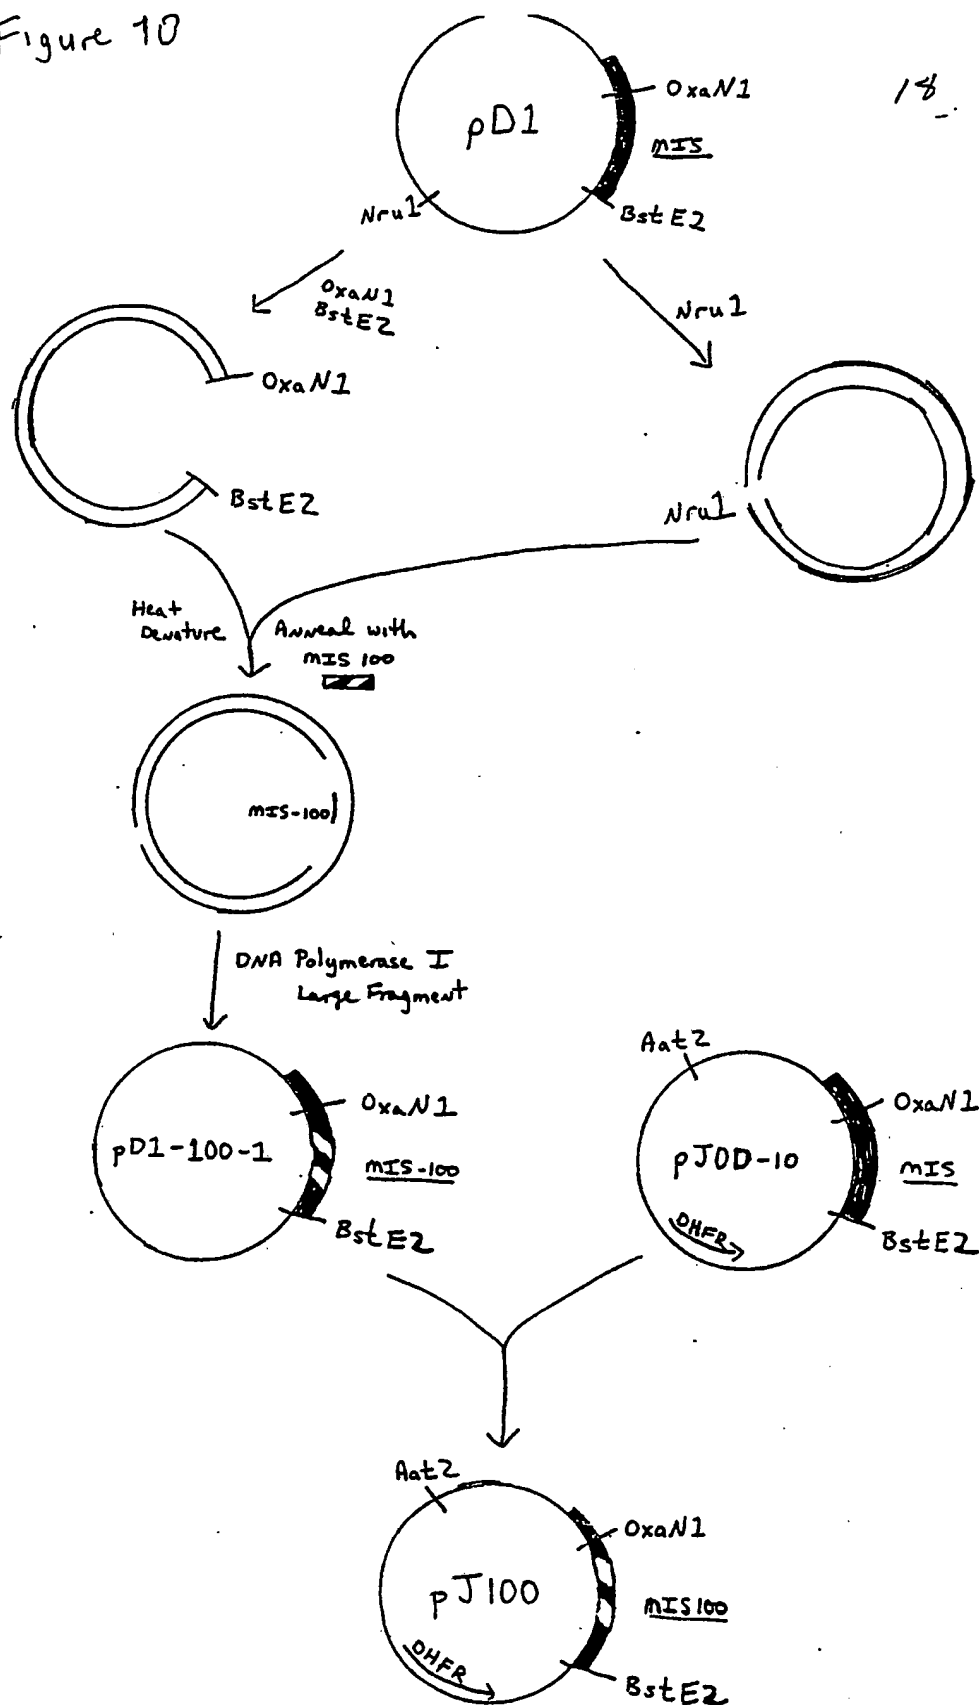 Figure 10
18
pD1
OxaN1
mIS
Nru1
BstE2
OxaN1
BstE2
Nru1
OxaN1
BstE2
Nru1
Heat
Denature
Anneal with
mIS 100
mIS-100
DNA Polymerase I
Large Fragment
pD1-100-1
OxaN1
mIS-100
BstE2
Aat2
pJOD-10
OxaN1
mIS
DHFR
BstE2
Aat2
pJ100
OxaN1
mIS100
DHFR
BstE2